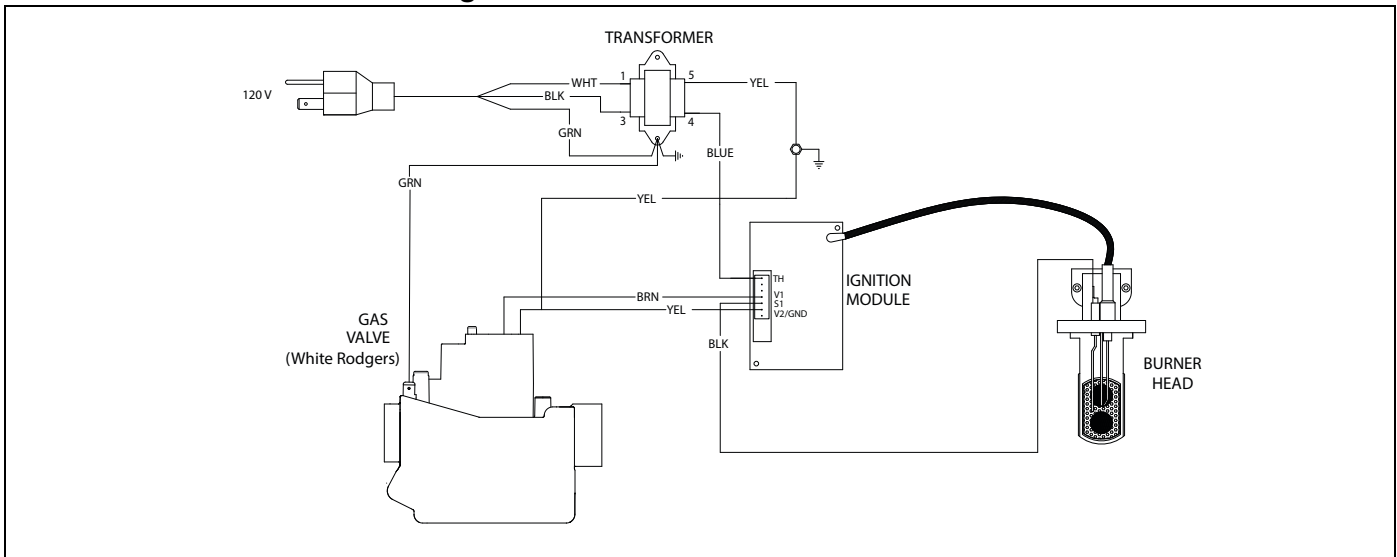 TRANSFORMER
120 V
WHT
1
5
YEL
BLK
3
4
GRN
BLUE
GRN
YEL
TH
V1
S1
V2/GND
IGNITION
MODULE
BRN
YEL
BLK
GAS
VALVE
(White Rodgers)
BURNER
HEAD